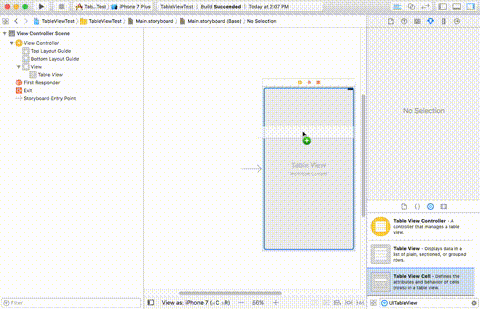 Tab...Test
iPhone 7 Plus
TableViewTest
Build Succeeded
Today at 2:07 PM
TableViewTest
TableViewTest
Main.storyboard
Main.storyboard (Base)
No Selection
View Controller Scene
View Controller
Top Layout Guide
Bottom Layout Guide
View
Table View
First Responder
Exit
Storyboard Entry Point
Table View
No Selection
Table View Controller - A
controller that manages a table
view.
Table View - Displays data in a
list of plain, sectioned, or grouped
rows.
Table View Cell - Defines the
attributes and behavior of cells
(rows) in a table view.
Filter
View as: iPhone 7 (wC hR)
UITableView